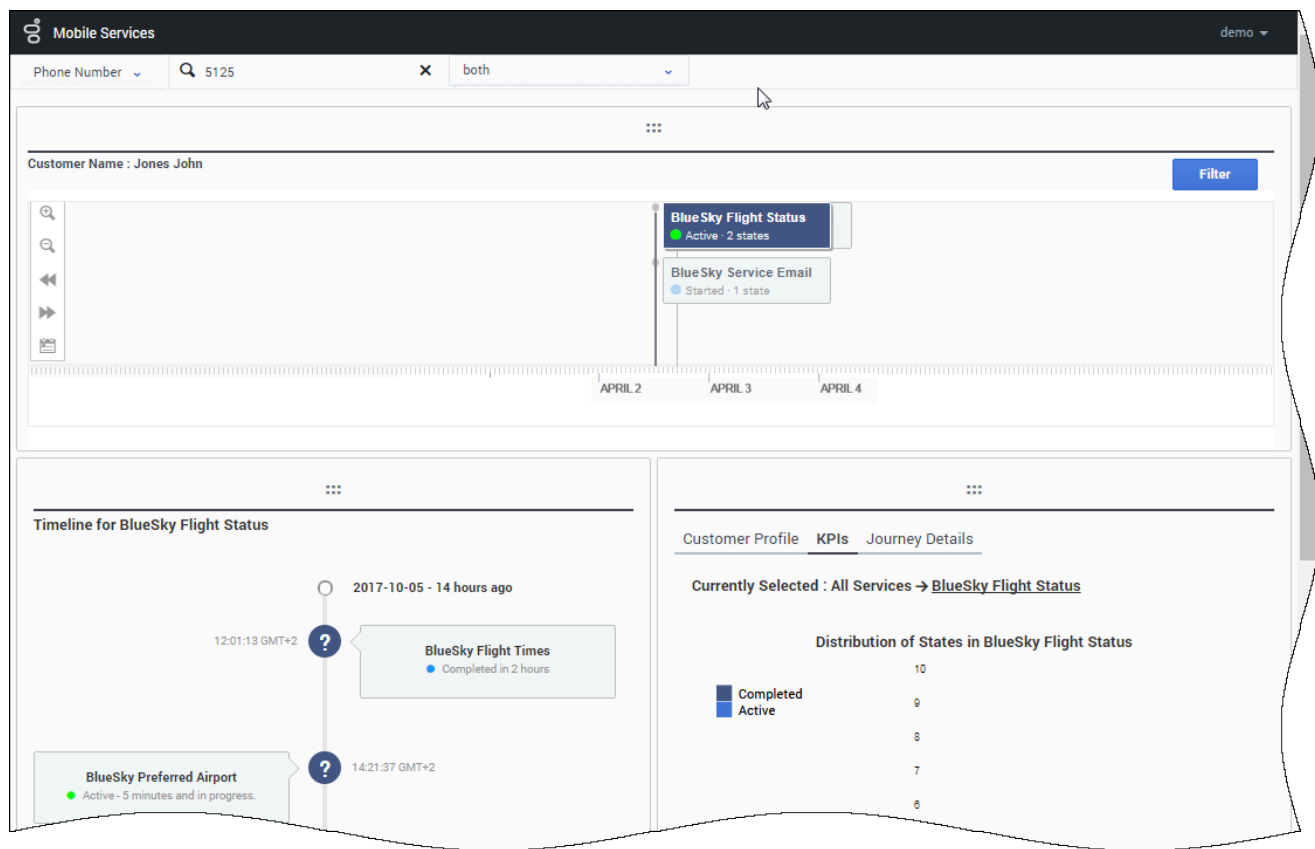 Mobile Services
demo
Phone Number
5125
both
Customer Name : Jones John
Filter
BlueSky Flight Status
Active · 2 states
BlueSky Service Email
Started · 1 state
APRIL 2 APRIL 3 APRIL 4
Timeline for BlueSky Flight Status
2017-10-05 - 14 hours ago
12:01:13 GMT+2
?
BlueSky Flight Times
Completed in 2 hours
BlueSky Preferred Airport
Active - 5 minutes and in progress.
?
14:21:37 GMT+2
Customer Profile KPIs Journey Details
Currently Selected : All Services → BlueSky Flight Status
Distribution of States in BlueSky Flight Status
Completed
Active
10
9
8
7
6